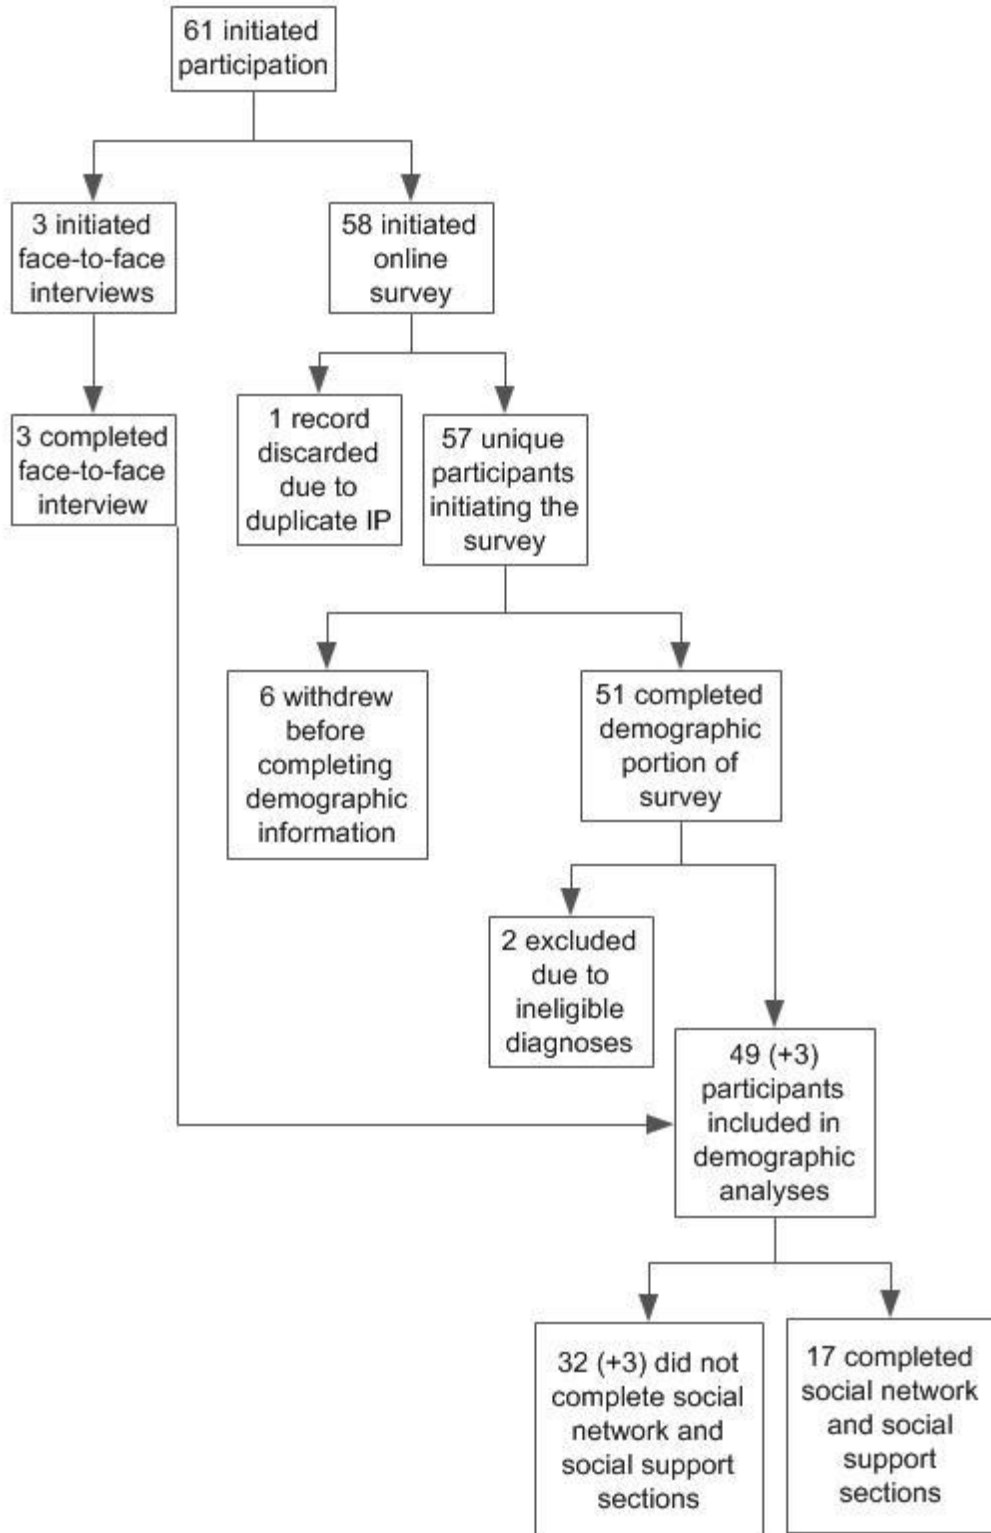 61 initiated
participation
3 initiated
face-to-face
interviews
58 initiated
online
survey
3 completed
face-to-face
interview
1 record
discarded
due to
duplicate IP
57 unique
participants
initiating the
survey
6 withdrew
before
completing
demographic
information
51 completed
demographic
portion of
survey
2 excluded
due to
ineligible
diagnoses
49 (+3)
participants
included in
demographic
analyses
32 (+3) did not
complete social
network and
social support
sections
17 completed
social network
and social
support
sections